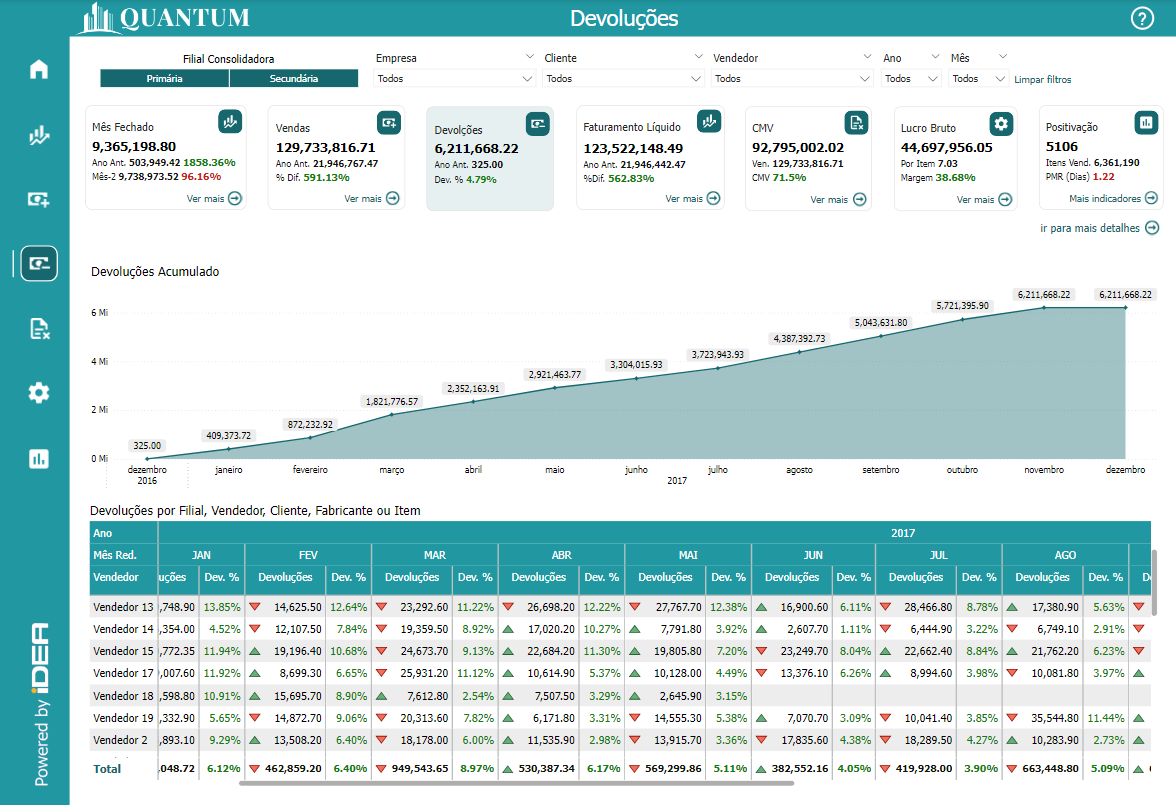 QUANTUM
Devoluções
?
Filial Consolidadora
Primária Secundária
Empresa Cliente Vendedor Ano Mês
Todos Todos Todos Todos Todos Limpar filtros
Mês Fechado
9,365,198.80
Ano Ant. 503,949.42 1858.36%
Mês-2 9,738,973.52 96.16%
Ver mais
Vendas
129,733,816.71
Ano Ant. 21,946,767.47
% Dif. 591.13%
Ver mais
Devolções
6,211,668.22
Ano Ant. 325.00
Dev. % 4.79%
Faturamento Líquido
123,522,148.49
Ano Ant. 21,946,442.47
%Dif. 562.83%
Ver mais
CMV
92,795,002.02
Ven. 129,733,816.71
CMV 71.5%
Ver mais
Lucro Bruto
44,697,956.05
Por Item 7.03
Margem 38.68%
Ver mais
Positivação
5106
Itens Vend. 6,361,190
PMR (Dias) 1.22
Mais indicadores
ir para mais detalhes
Devoluções Acumulado
6 Mi
4 Mi
2 Mi
0 Mi
325.00 409,373.72 872,232.92 1,821,776.57 2,352,163.91 2,921,463.77 3,304,015.93 3,723,943.93 4,387,392.73 5,043,631.80 5,721,395.90 6,211,668.22 6,211,668.22
dezembro janeiro fevereiro março abril maio junho julho agosto setembro outubro novembro dezembro
2016 2017
Devoluções por Filial, Vendedor, Cliente, Fabricante ou Item
Ano 2017
Mês Red. JAN FEV MAR ABR MAI JUN JUL AGO
Vendedor uções Dev. % Devoluções Dev. % Devoluções Dev. % Devoluções Dev. % Devoluções Dev. % Devoluções Dev. % Devoluções Dev. % Devoluções Dev. %
Vendedor 13 ,748.90 13.85% 14,625.50 12.64% 23,292.60 11.22% 26,698.20 12.22% 27,767.70 12.38% 16,900.60 6.11% 28,466.80 8.78% 17,380.90 5.63%
Vendedor 14 ,354.00 4.52% 12,107.50 7.84% 19,359.50 8.92% 17,020.20 10.27% 7,791.80 3.92% 2,607.70 1.11% 6,444.90 3.22% 6,749.10 2.91%
Vendedor 15 ,772.35 11.94% 19,196.40 10.68% 24,673.70 9.13% 22,684.20 11.30% 19,805.80 7.20% 23,249.70 8.04% 22,662.40 8.84% 21,762.20 6.23%
Vendedor 17 ,007.60 11.92% 8,699.30 6.65% 25,931.20 11.12% 10,614.90 5.37% 10,128.00 4.49% 13,376.10 6.26% 8,994.60 3.98% 10,081.80 3.97%
Vendedor 18 ,598.80 10.91% 15,695.70 8.90% 7,612.80 2.54% 7,507.50 3.29% 2,645.90 3.15%
Vendedor 19 ,332.90 5.65% 14,872.70 9.06% 20,313.60 7.82% 6,171.80 3.31% 14,555.30 5.38% 7,070.70 3.09% 10,041.40 3.85% 35,544.80 11.44%
Vendedor 2 ,893.10 9.29% 13,508.20 6.40% 18,178.00 6.00% 11,535.90 2.98% 13,915.70 3.36% 17,835.60 4.38% 18,289.50 4.27% 10,283.90 2.73%
Total ,048.72 6.12% 462,859.20 6.40% 949,543.65 8.97% 530,387.34 6.17% 569,299.86 5.11% 382,552.16 4.05% 419,928.00 3.90% 663,448.80 5.09%
Powered by iDEA